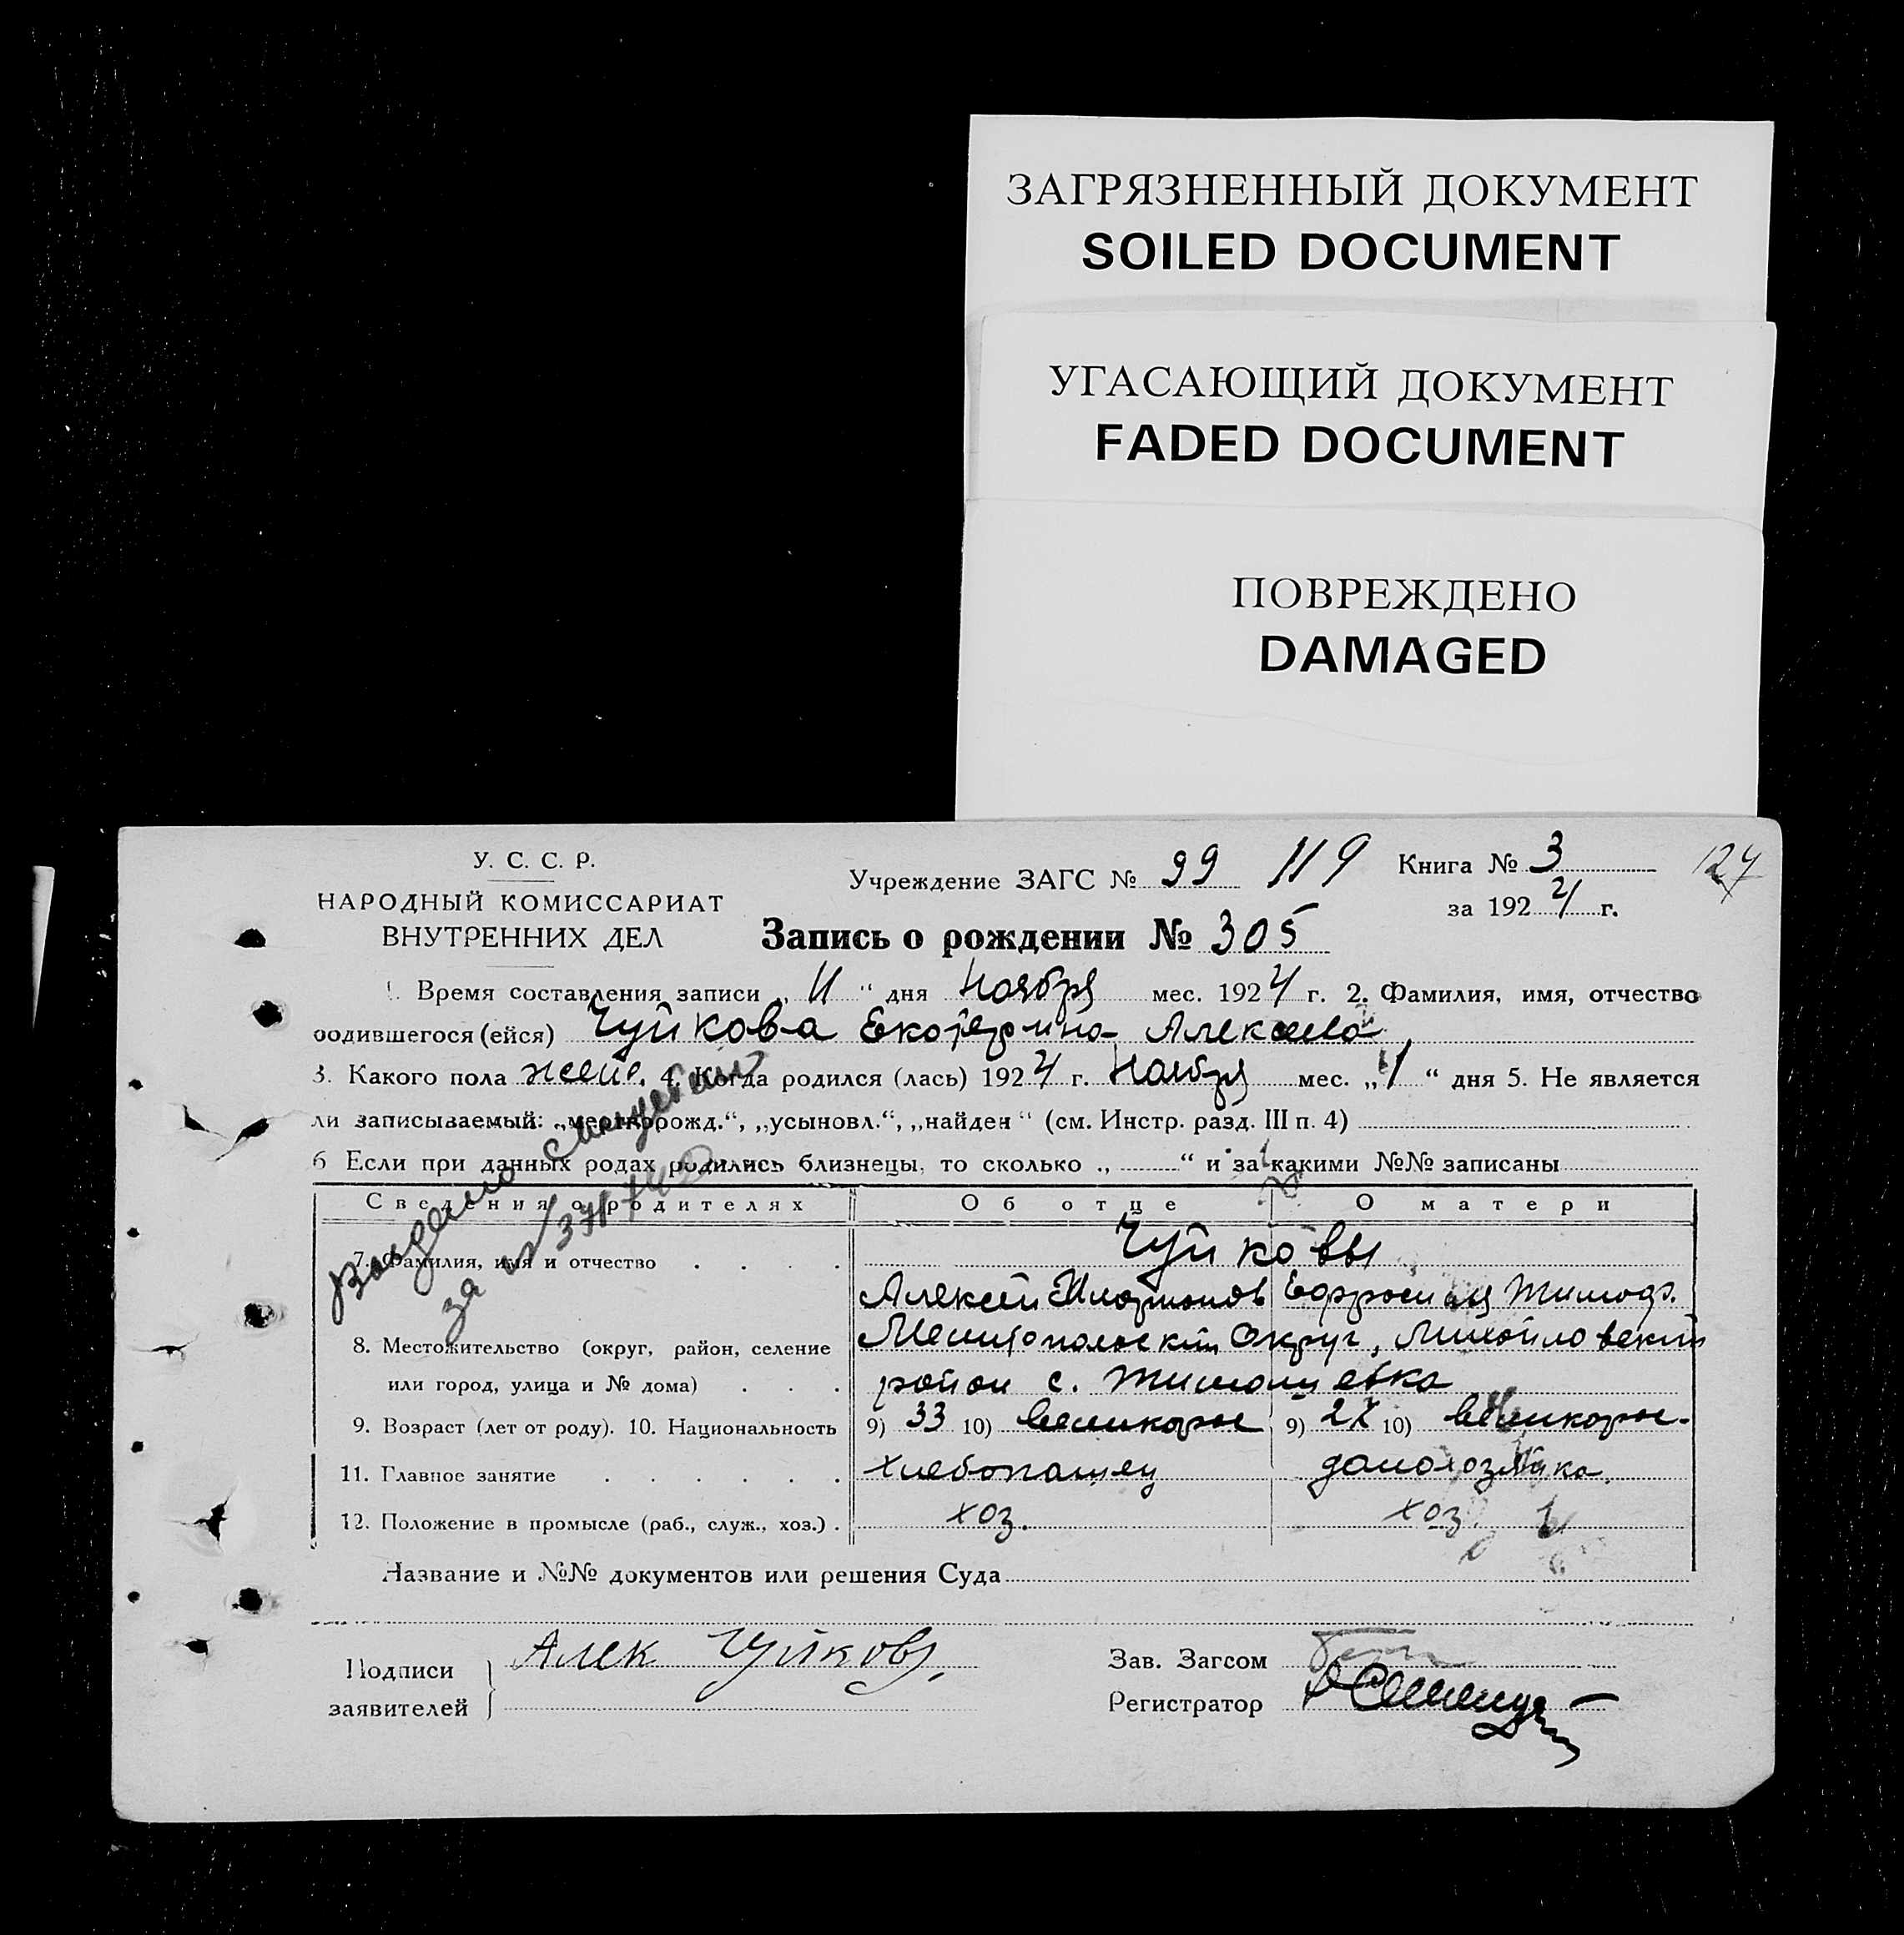 ЗАГРЯЗНЕННЫЙ ДОКУМЕНТ
SOILED DOCUMENT
УГАСАЮЩИЙ ДОКУМЕНТ
FADED DOCUMENT
ПОВРЕЖДЕНО
DAMAGED
У. С. С. Р.
НАРОДНЫЙ КОМИССАРИАТ
ВНУТРЕННИХ ДЕЛ
Учреждение ЗАГС № 99 119
Книга № 3
за 1924 г.
Запись о рождении № 305
1. Время составления записи „ 11 “ дня Ноября мес. 1924 г. 2. Фамилия, имя, отчество
родившегося (ейся) Чуйкова Екатерина Алексеева
3. Какого пола женс. 4. Когда родился (лась) 1924 г. Ноября мес. „ “ дня 5. Не является
ли записываемый: „мертворожд.“, „усыновл.“, „найден“ (см. Инстр. разд. III п. 4)
6 Если при данных родах родились близнецы, то сколько „ “ и за какими №№ записаны
Сведения о родителях Об отце О матери
7. Фамилия, имя и отчество Чуйковы
Алексей Ефросиния Тимоф.
8. Местожительство (округ, район, селение Мелитопольский Округ, Михайловский
или город, улица и № дома) район с. Тимошевка
9. Возраст (лет от роду). 10. Национальность 9) 33 10) великорос 9) 27 10) великорос.
11. Главное занятие Хлебопашец домохозяйка.
12. Положение в промысле (раб., служ., хоз.) хоз. хоз.
Название и №№ документов или решения Суда
Подписи
заявителей
Алек Чуйков
Зав. Загсом
Регистратор